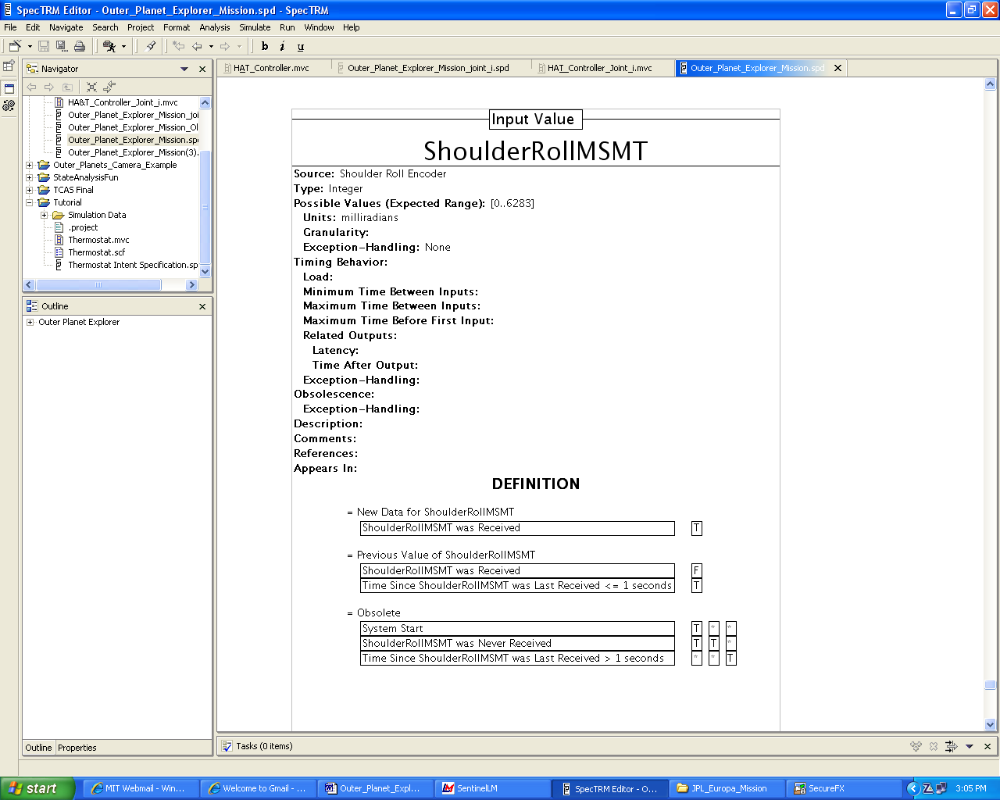 SpecTRM Editor - Outer_Planet_Explorer_Mission.spd - SpecTRM
File Edit Navigate Search Project Format Analysis Simulate Run Window Help
b i u
Navigator
HA&T_Controller_Joint_i.mvc
Outer_Planet_Explorer_Mission_joi
Outer_Planet_Explorer_Mission_Ol
Outer_Planet_Explorer_Mission.spd
Outer_Planet_Explorer_Mission(3).
Outer_Planets_Camera_Example
StateAnalysisFun
TCAS Final
Tutorial
Simulation Data
.project
Thermostat.mvc
Thermostat.scf
Thermostat Intent Specification.sp
Outline
Outer Planet Explorer
Outline Properties
HAT_Controller.mvc Outer_Planet_Explorer_Mission_joint_i.spd HAT_Controller_Joint_i.mvc Outer_Planet_Explorer_Mission.spd
Input Value
ShoulderRollMSMT
Source: Shoulder Roll Encoder
Type: Integer
Possible Values (Expected Range): [0..6283]
Units: milliradians
Granularity:
Exception-Handling: None
Timing Behavior:
Load:
Minimum Time Between Inputs:
Maximum Time Between Inputs:
Maximum Time Before First Input:
Related Outputs:
Latency:
Time After Output:
Exception-Handling:
Obsolescence:
Exception-Handling:
Description:
Comments:
References:
Appears In:
DEFINITION
= New Data for ShoulderRollMSMT
ShoulderRollMSMT was Received T
= Previous Value of ShoulderRollMSMT
ShoulderRollMSMT was Received F
Time Since ShoulderRollMSMT was Last Received <= 1 seconds T
= Obsolete
System Start T * *
ShoulderRollMSMT was Never Received T T *
Time Since ShoulderRollMSMT was Last Received > 1 seconds * * T
Tasks (0 items)
start MIT Webmail - Win... Welcome to Gmail - ... Outer_Planet_Expl... SentinelLM SpecTRM Editor - O... JPL_Europa_Mission SecureFX 3:05 PM